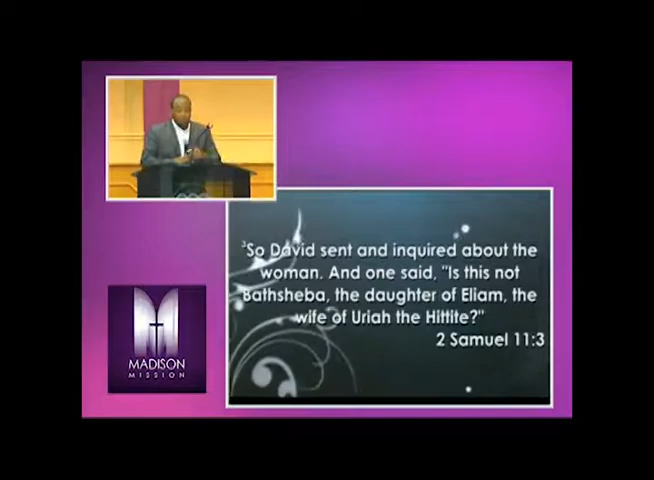 ³So David sent and inquired about the
woman. And one said, "Is this not
Bathsheba, the daughter of Eliam, the
wife of Uriah the Hittite?"
2 Samuel 11:3
MADISON
MISSION